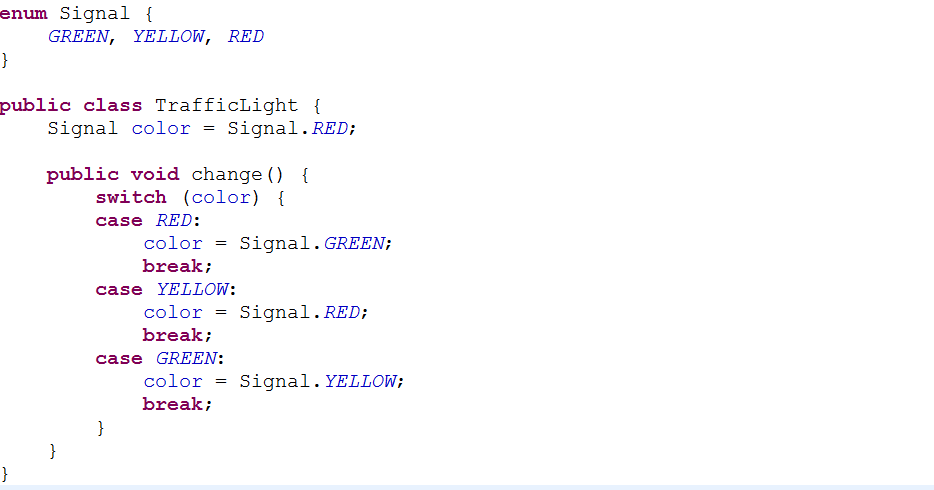 enum Signal {
    GREEN, YELLOW, RED
}
public class TrafficLight {
    Signal color = Signal.RED;
    public void change() {
        switch (color) {
        case RED:
            color = Signal.GREEN;
            break;
        case YELLOW:
            color = Signal.RED;
            break;
        case GREEN:
            color = Signal.YELLOW;
            break;
        }
    }
}